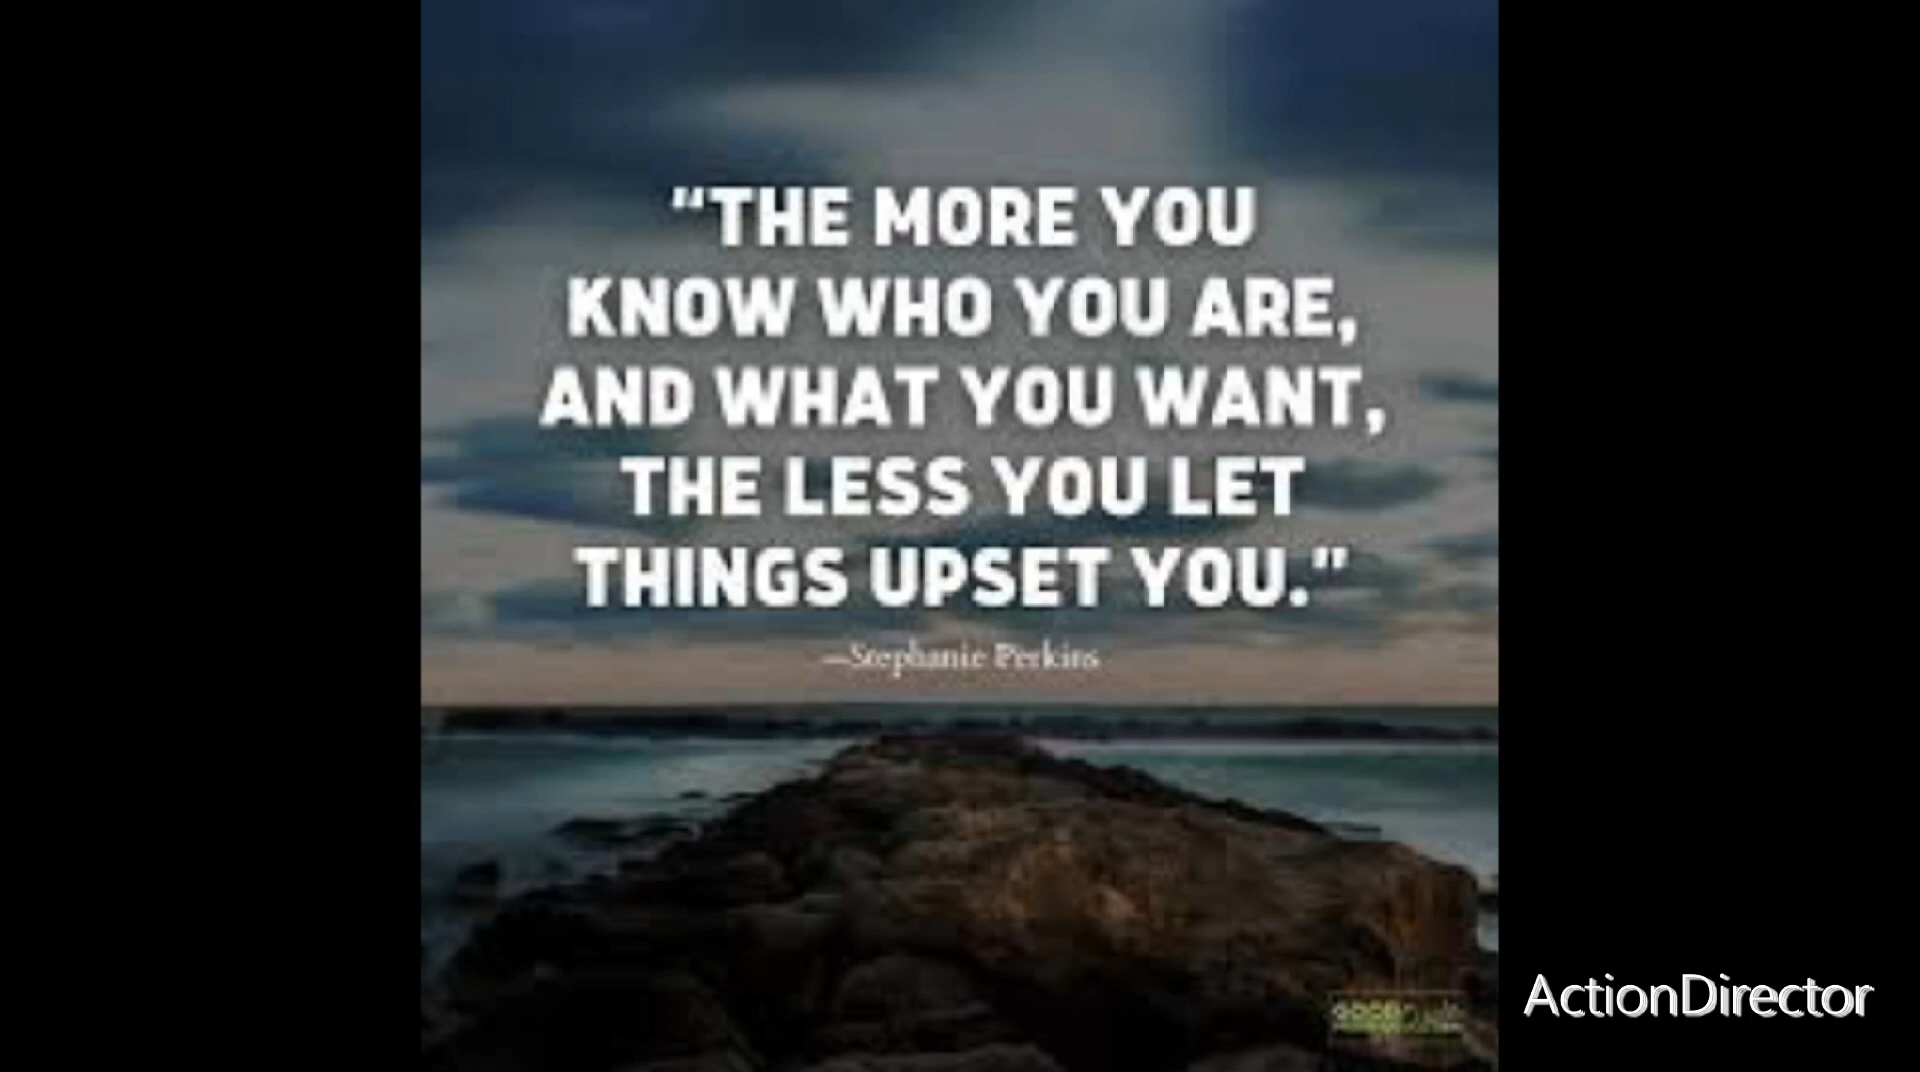 “THE MORE YOU
KNOW WHO YOU ARE,
AND WHAT YOU WANT,
THE LESS YOU LET
THINGS UPSET YOU.”
—Stephanie Perkins
ActionDirector